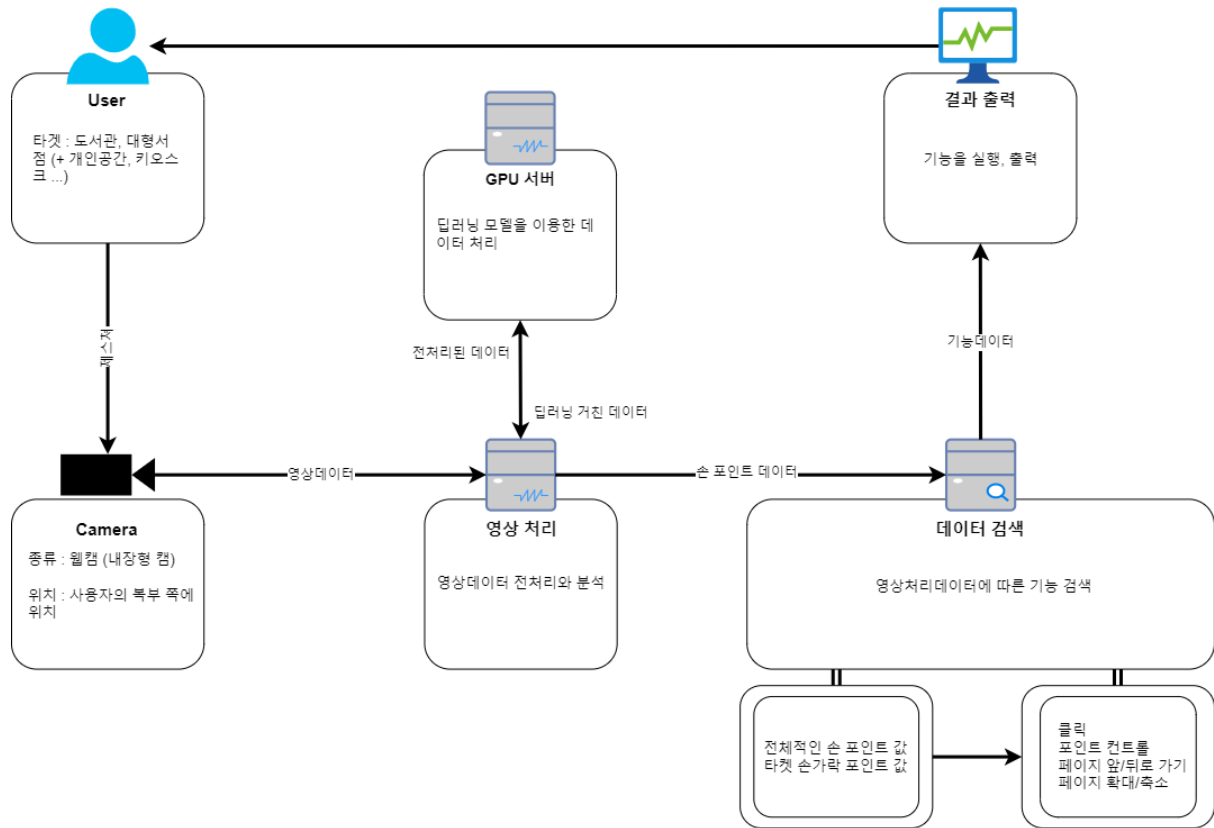 User
타겟 : 도서관, 대형서
점 (+ 개인공간, 키오스
크 ...)
GPU 서버
딥러닝 모델을 이용한 데
이터 처리
결과 출력
기능을 실행, 출력
제스처
전처리된 데이터
딥러닝 거친 데이터
기능데이터
영상데이터
손 포인트 데이터
Camera
종류 : 웹캠 (내장형 캠)
위치 : 사용자의 복부 쪽에
위치
영상 처리
영상데이터 전처리와 분석
데이터 검색
영상처리데이터에 따른 기능 검색
전체적인 손 포인트 값
타켓 손가락 포인트 값
클릭
포인트 컨트롤
페이지 앞/뒤로 가기
페이지 확대/축소